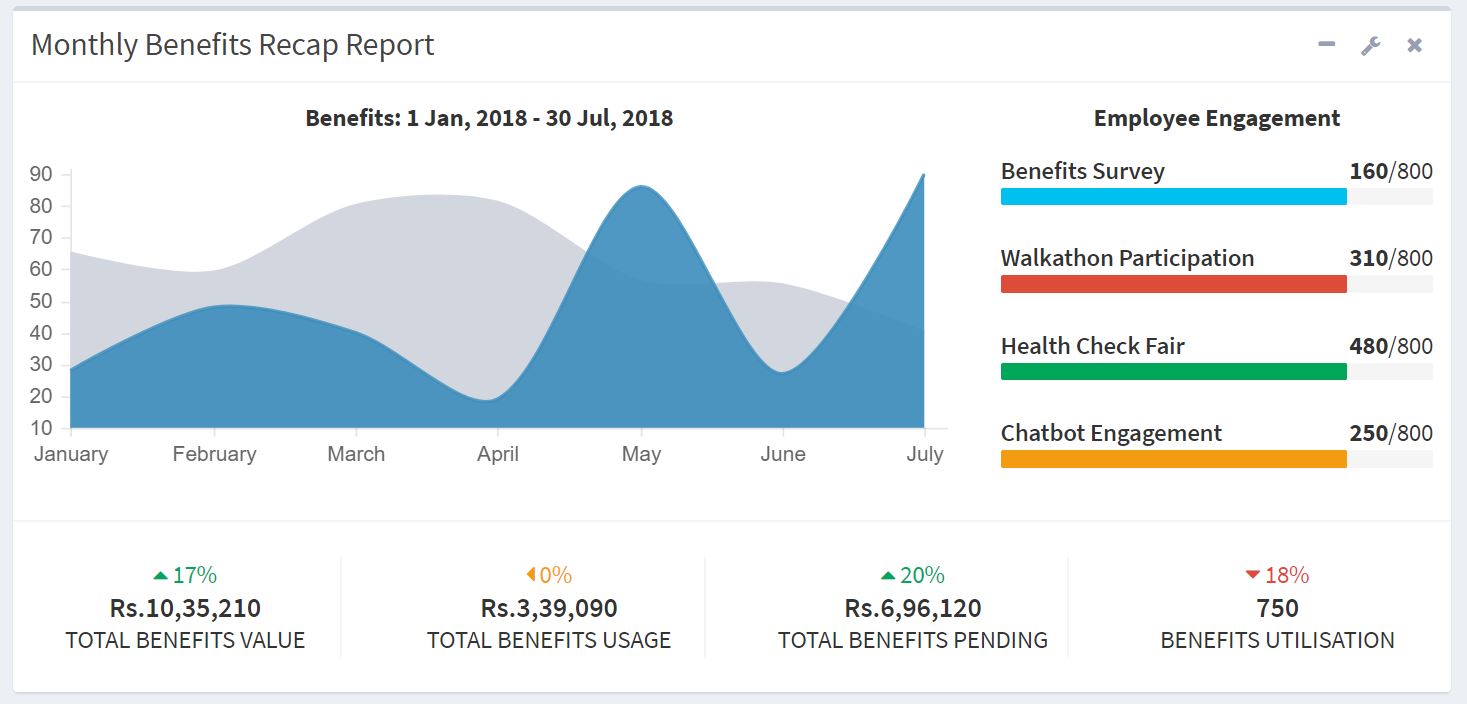 Monthly Benefits Recap Report
Benefits: 1 Jan, 2018 - 30 Jul, 2018
90
80
70
60
50
40
30
20
10
January February March April May June July
Employee Engagement
Benefits Survey 160/800
Walkathon Participation 310/800
Health Check Fair 480/800
Chatbot Engagement 250/800
17%
Rs.10,35,210
TOTAL BENEFITS VALUE
0%
Rs.3,39,090
TOTAL BENEFITS USAGE
20%
Rs.6,96,120
TOTAL BENEFITS PENDING
18%
750
BENEFITS UTILISATION